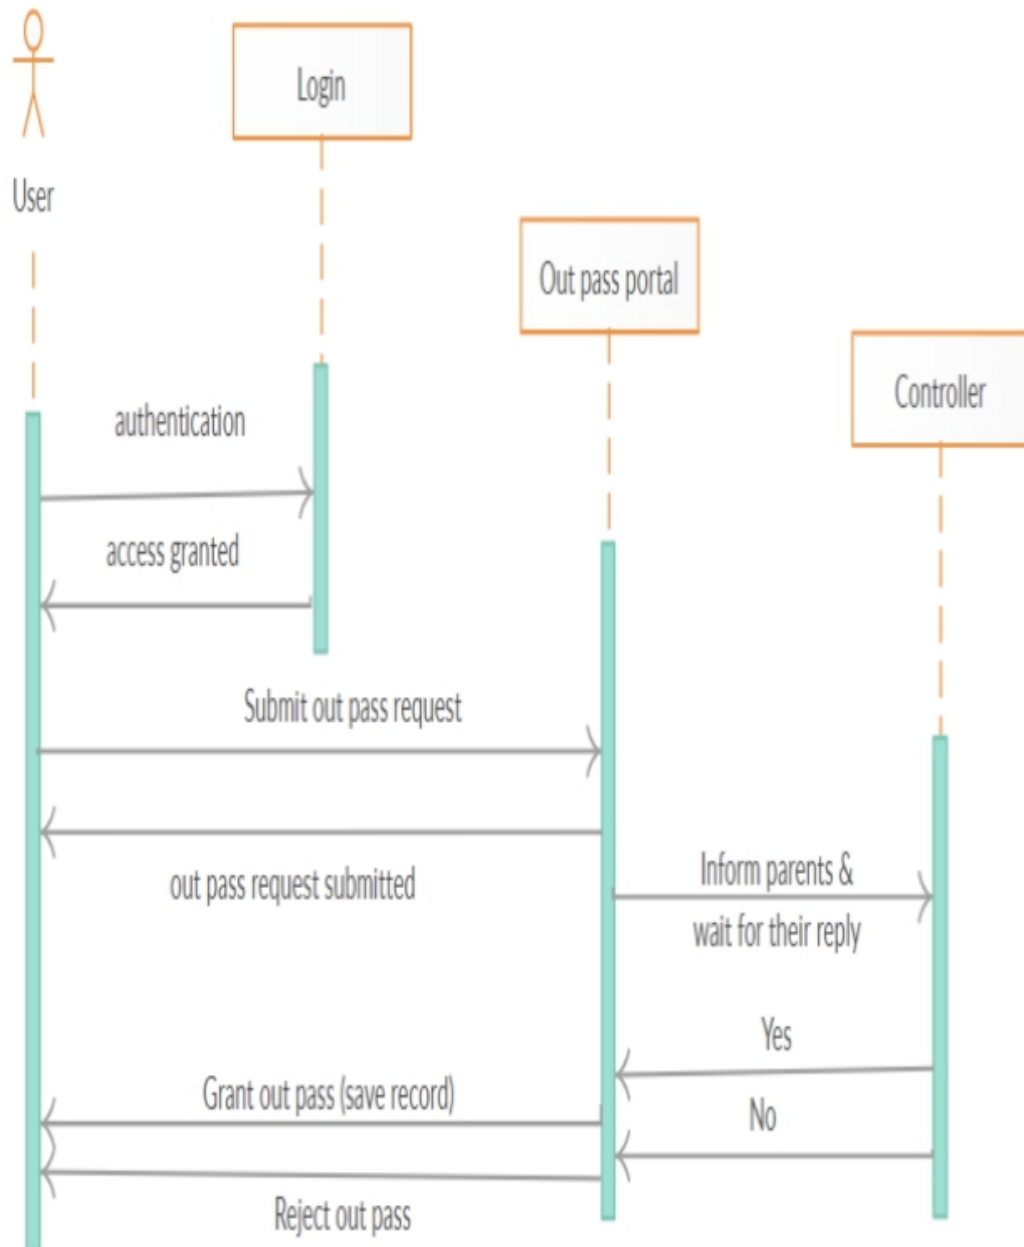 Login
User
Out pass portal
Controller
authentication
access granted
Submit out pass request
out pass request submitted
Inform parents &
wait for their reply
Yes
Grant out pass (save record)
No
Reject out pass